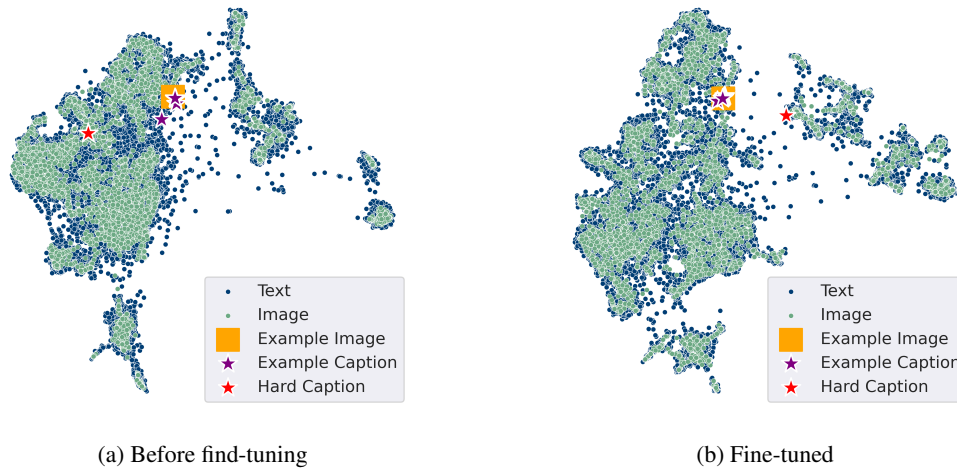 Text
Image
Example Image
Example Caption
Hard Caption
Text
Image
Example Image
Example Caption
Hard Caption
(a) Before find-tuning
(b) Fine-tuned